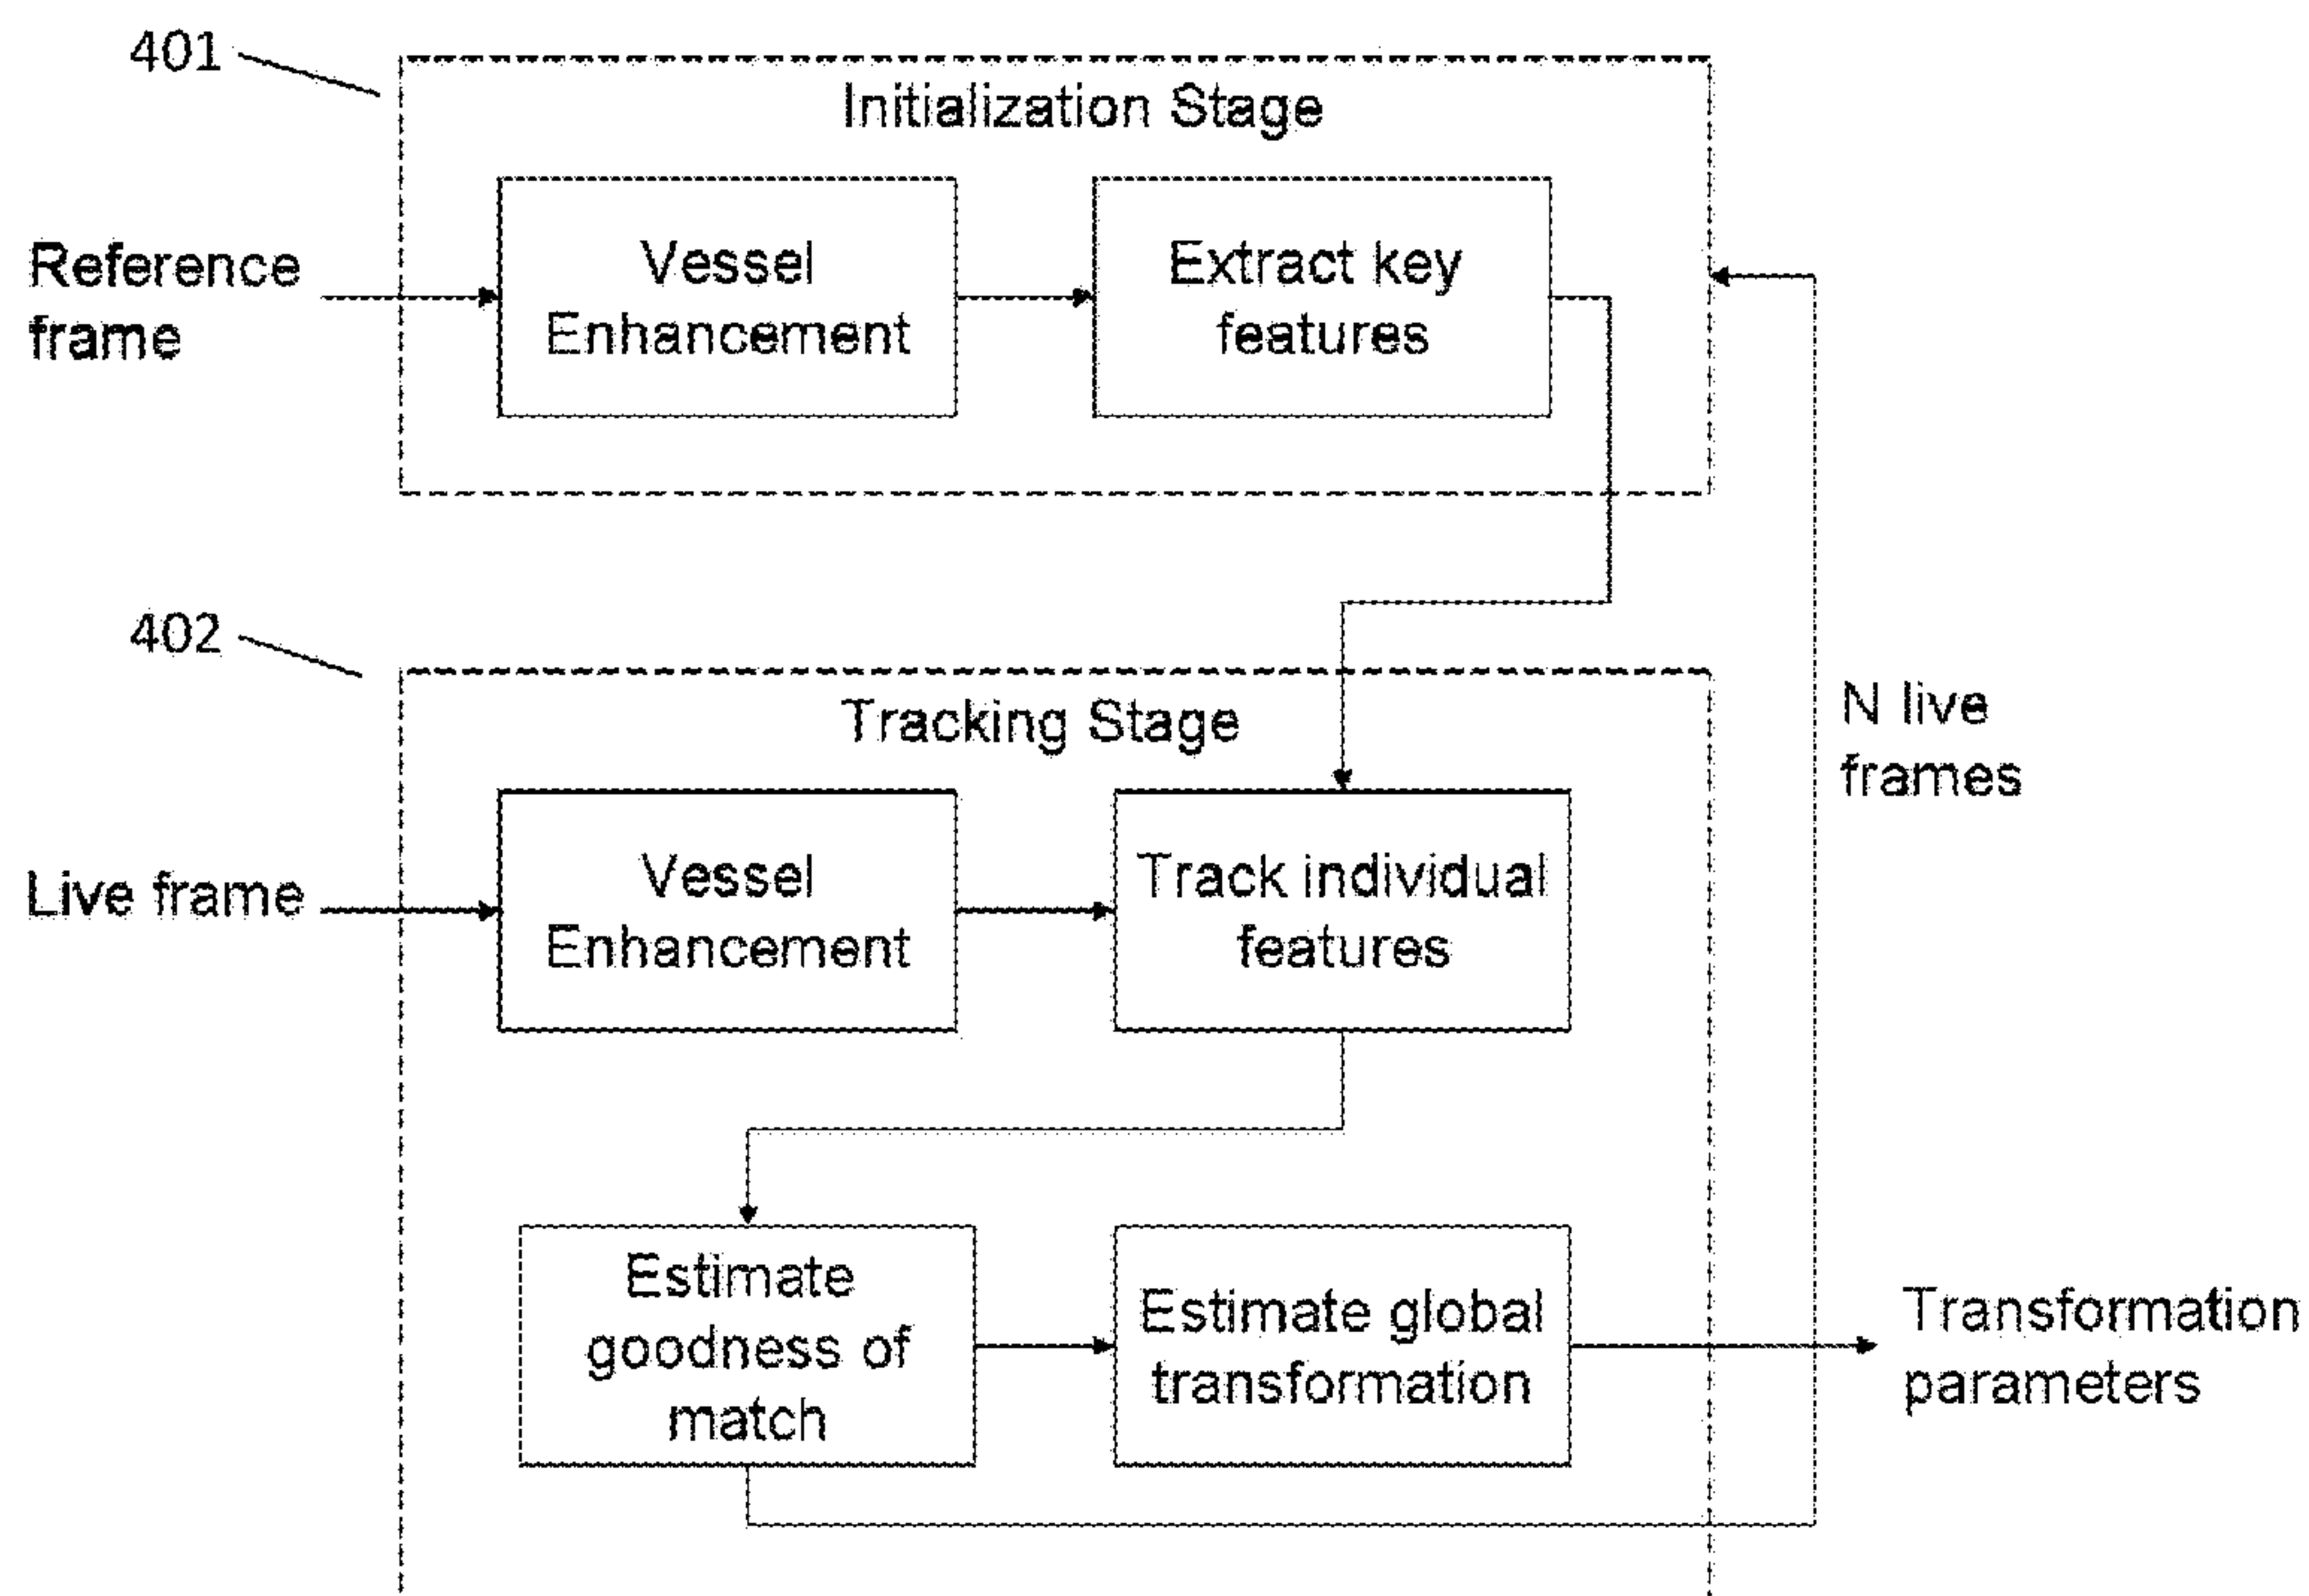 401
Initialization Stage
Reference
frame
Vessel
Enhancement
Extract key
features
402
Tracking Stage
N live
frames
Live frame
Vessel
Enhancement
Track individual
features
Estimate
goodness of
match
Estimate global
transformation
Transformation
parameters